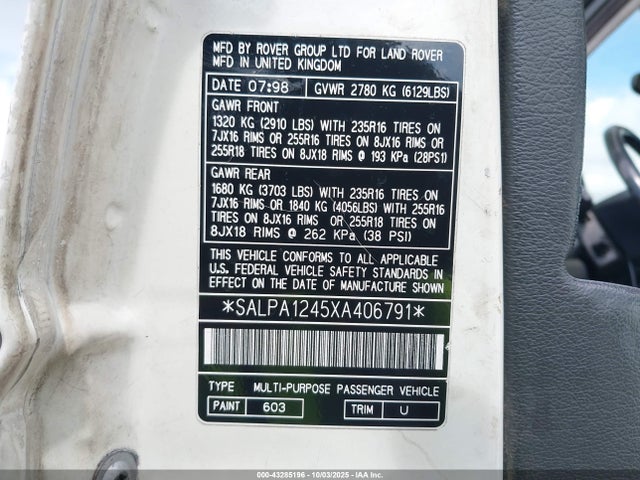 MFD BY ROVER GROUP LTD FOR LAND ROVER
MFD IN UNITED KINGDOM
DATE 07:98 GVWR 2780 KG (6129LBS)
GAWR FRONT
1320 KG (2910 LBS) WITH 235R16 TIRES ON
7JX16 RIMS OR 255R16 TIRES ON 8JX16 RIMS OR
255R18 TIRES ON 8JX18 RIMS @ 193 KPa (28PSI)
GAWR REAR
1680 KG (3703 LBS) WITH 235R16 TIRES ON
7JX16 RIMS OR 1840 KG (4056LBS) WITH 255R16
TIRES ON 8JX16 RIMS OR 255R18 TIRES ON
8JX18 RIMS @ 262 KPa (38 PSI)
THIS VEHICLE CONFORMS TO ALL APPLICABLE
U.S. FEDERAL VEHICLE SAFETY STANDARDS IN
EFFECT ON THE DATE OF MANUFACTURE SHOWN
*SALPA1245XA406791*
TYPE MULTI-PURPOSE PASSENGER VEHICLE
PAINT 603 TRIM U
000-43285196 - 10/03/2025 - IAAI.com